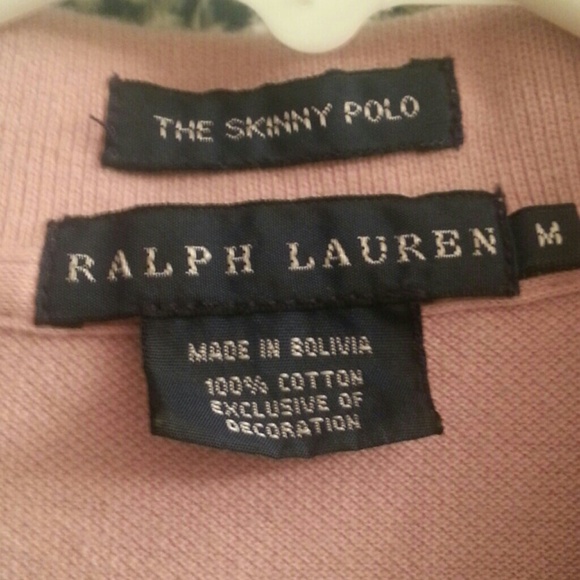 THE SKINNY POLO
RALPH LAUREN
M
MADE IN BOLIVIA
100% COTTON
EXCLUSIVE OF
DECORATION